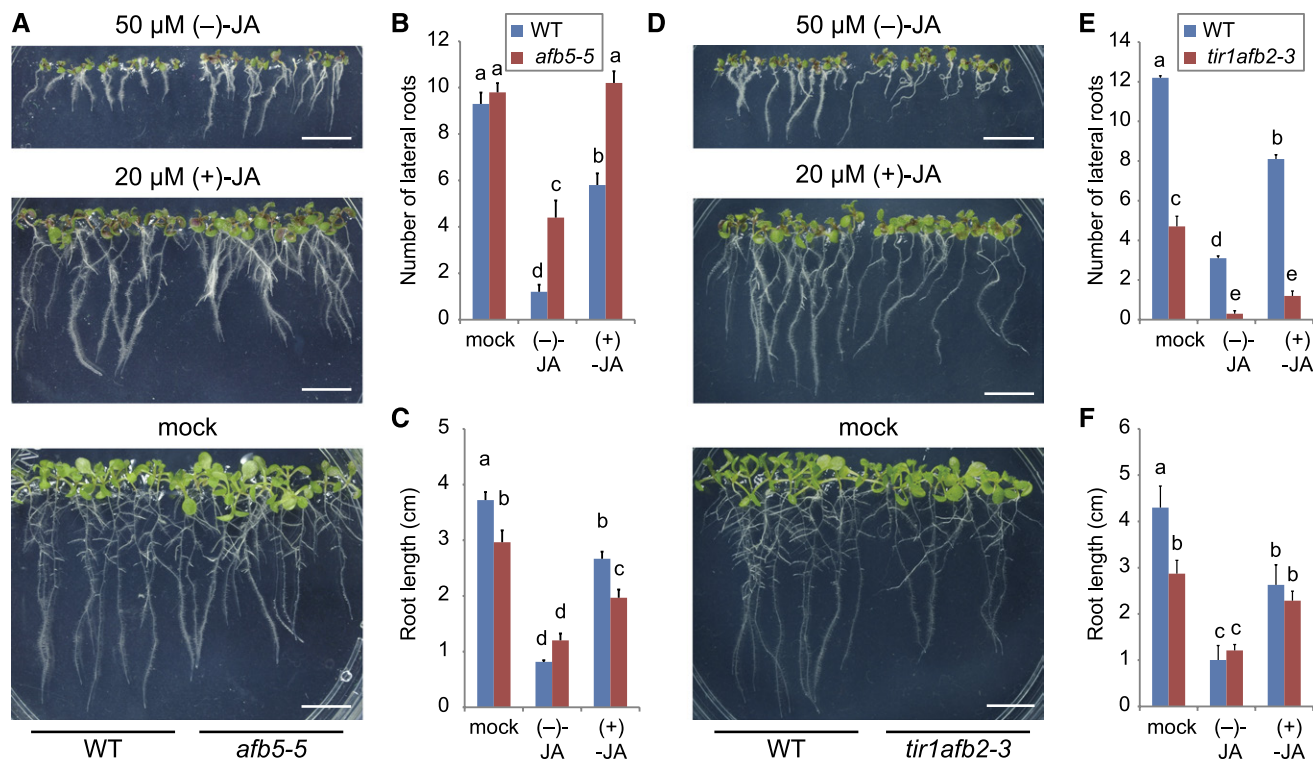 A
50 µM (–)-JA
20 µM (+)-JA
mock
WT
afb5-5
B
WT
afb5-5
Number of lateral roots
12
10
8
6
4
2
0
a a
d
c
b
a
mock
(–)-
JA
(+)
-JA
C
Root length (cm)
5
4
3
2
1
0
a
b
d
d
b
c
mock
(–)-
JA
(+)
-JA
D
50 µM (–)-JA
20 µM (+)-JA
mock
WT
tir1afb2-3
E
WT
tir1afb2-3
Number of lateral roots
14
12
10
8
6
4
2
0
a
c
d
e
b
e
mock
(–)-
JA
(+)
-JA
F
Root length (cm)
6
5
4
3
2
1
0
a
b
c c
b
b
mock
(–)-
JA
(+)
-JA